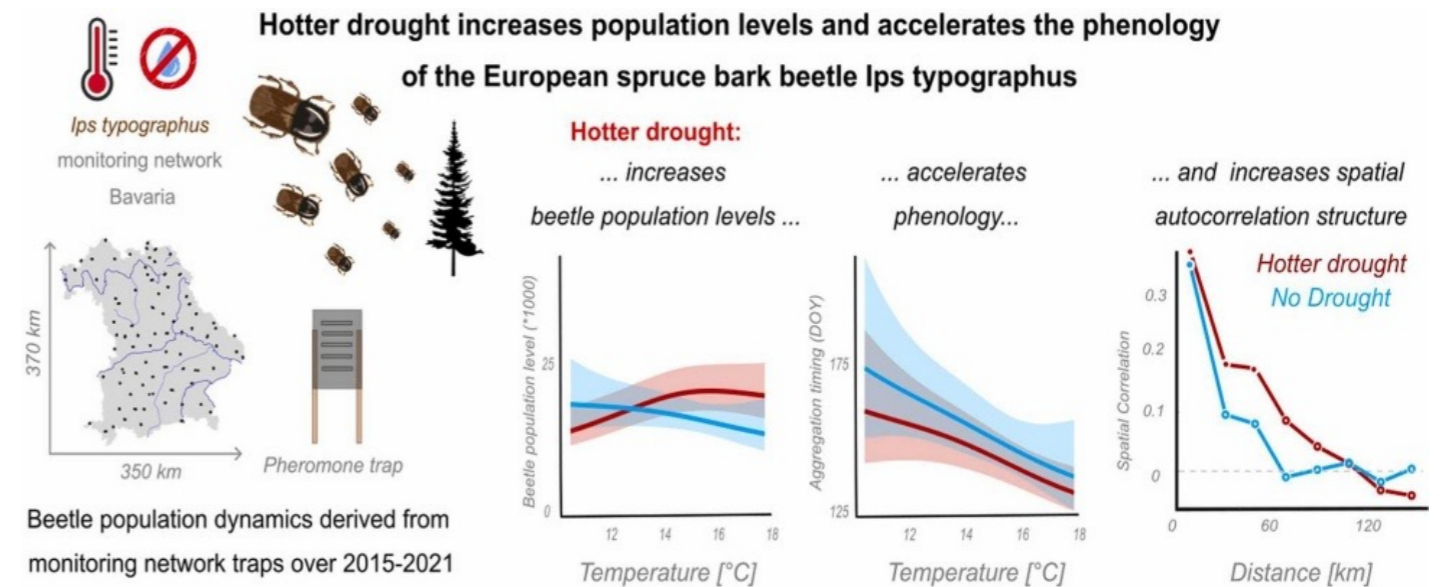 Hotter drought increases population levels and accelerates the phenology
of the European spruce bark beetle Ips typographus
Ips typographus
monitoring network
Bavaria
370 km
350 km
Pheromone trap
Beetle population dynamics derived from
monitoring network traps over 2015-2021
Hotter drought:
... increases
beetle population levels ...
Beetle population level (*1000)
25
0
12 14 16 18
Temperature [°C]
... accelerates
phenology...
Aggregation timing (DOY)
175
125
12 14 16 18
Temperature [°C]
... and increases spatial
autocorrelation structure
Hotter drought
No Drought
Spatial Correlation
0.3
0.2
0.1
0
0 60 120
Distance [km]